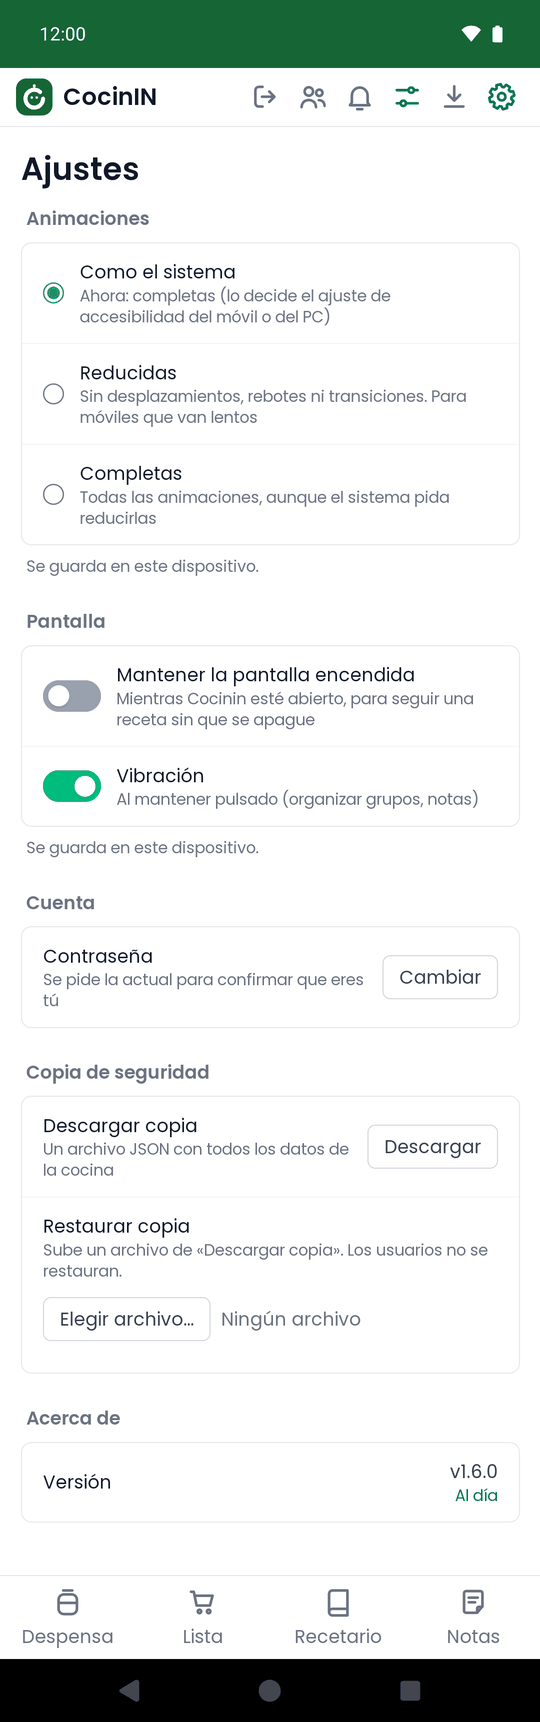 12:00
CocinIN
Ajustes
Animaciones
Como el sistema
Ahora: completas (lo decide el ajuste de
accesibilidad del móvil o del PC)
Reducidas
Sin desplazamientos, rebotes ni transiciones. Para
móviles que van lentos
Completas
Todas las animaciones, aunque el sistema pida
reducirlas
Se guarda en este dispositivo.
Pantalla
Mantener la pantalla encendida
Mientras Cocinin esté abierto, para seguir una
receta sin que se apague
Vibración
Al mantener pulsado (organizar grupos, notas)
Se guarda en este dispositivo.
Cuenta
Contraseña
Se pide la actual para confirmar que eres
tú
Cambiar
Copia de seguridad
Descargar copia
Un archivo JSON con todos los datos de
la cocina
Descargar
Restaurar copia
Sube un archivo de «Descargar copia». Los usuarios no se
restauran.
Elegir archivo... Ningún archivo
Acerca de
Versión
v1.6.0
Al día
Despensa Lista Recetario Notas